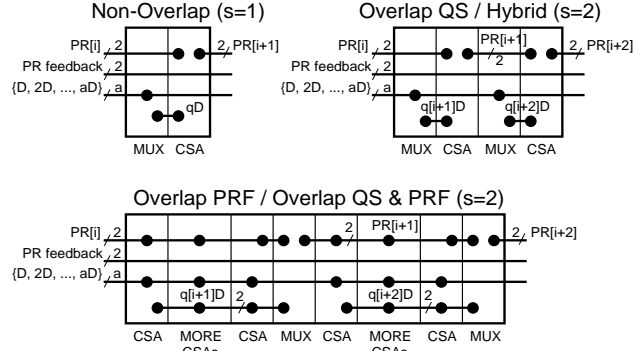 Non-Overlap (s=1)
PR[i] 2 2 PR[i+1]
PR feedback 2
{D, 2D, ..., aD} a
qD
MUX CSA
Overlap QS / Hybrid (s=2)
PR[i] 2 PR[i+1] 2 2 PR[i+2]
PR feedback 2
{D, 2D, ..., aD} a
q[i+1]D q[i+2]D
MUX CSA MUX CSA
Overlap PRF / Overlap QS & PRF (s=2)
PR[i] 2 2 PR[i+1] 2 PR[i+2]
PR feedback 2
{D, 2D, ..., aD} a
q[i+1]D 2 q[i+2]D 2
CSA MORE CSA MUX CSA MORE CSA MUX
CSAs CSAs